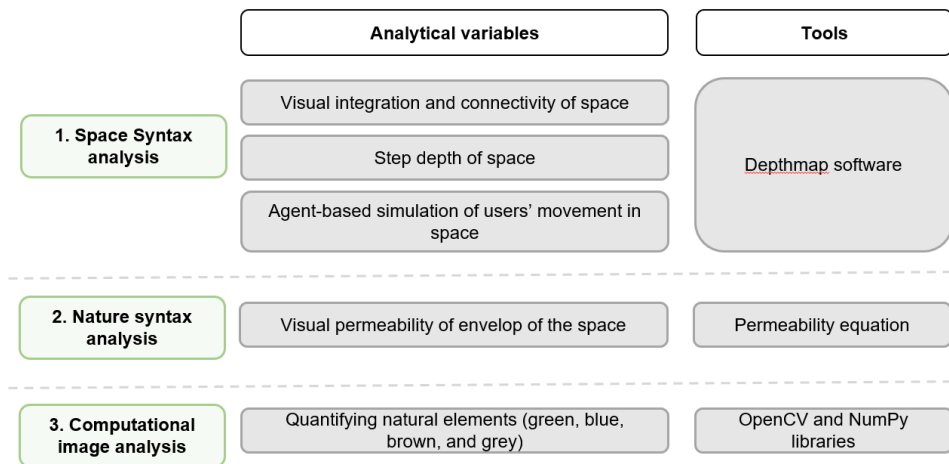 Analytical variables
Tools
1. Space Syntax
analysis
Visual integration and connectivity of space
Step depth of space
Agent-based simulation of users’ movement in
space
Depthmap software
2. Nature syntax
analysis
Visual permeability of envelop of the space
Permeability equation
3. Computational
image analysis
Quantifying natural elements (green, blue,
brown, and grey)
OpenCV and NumPy
libraries